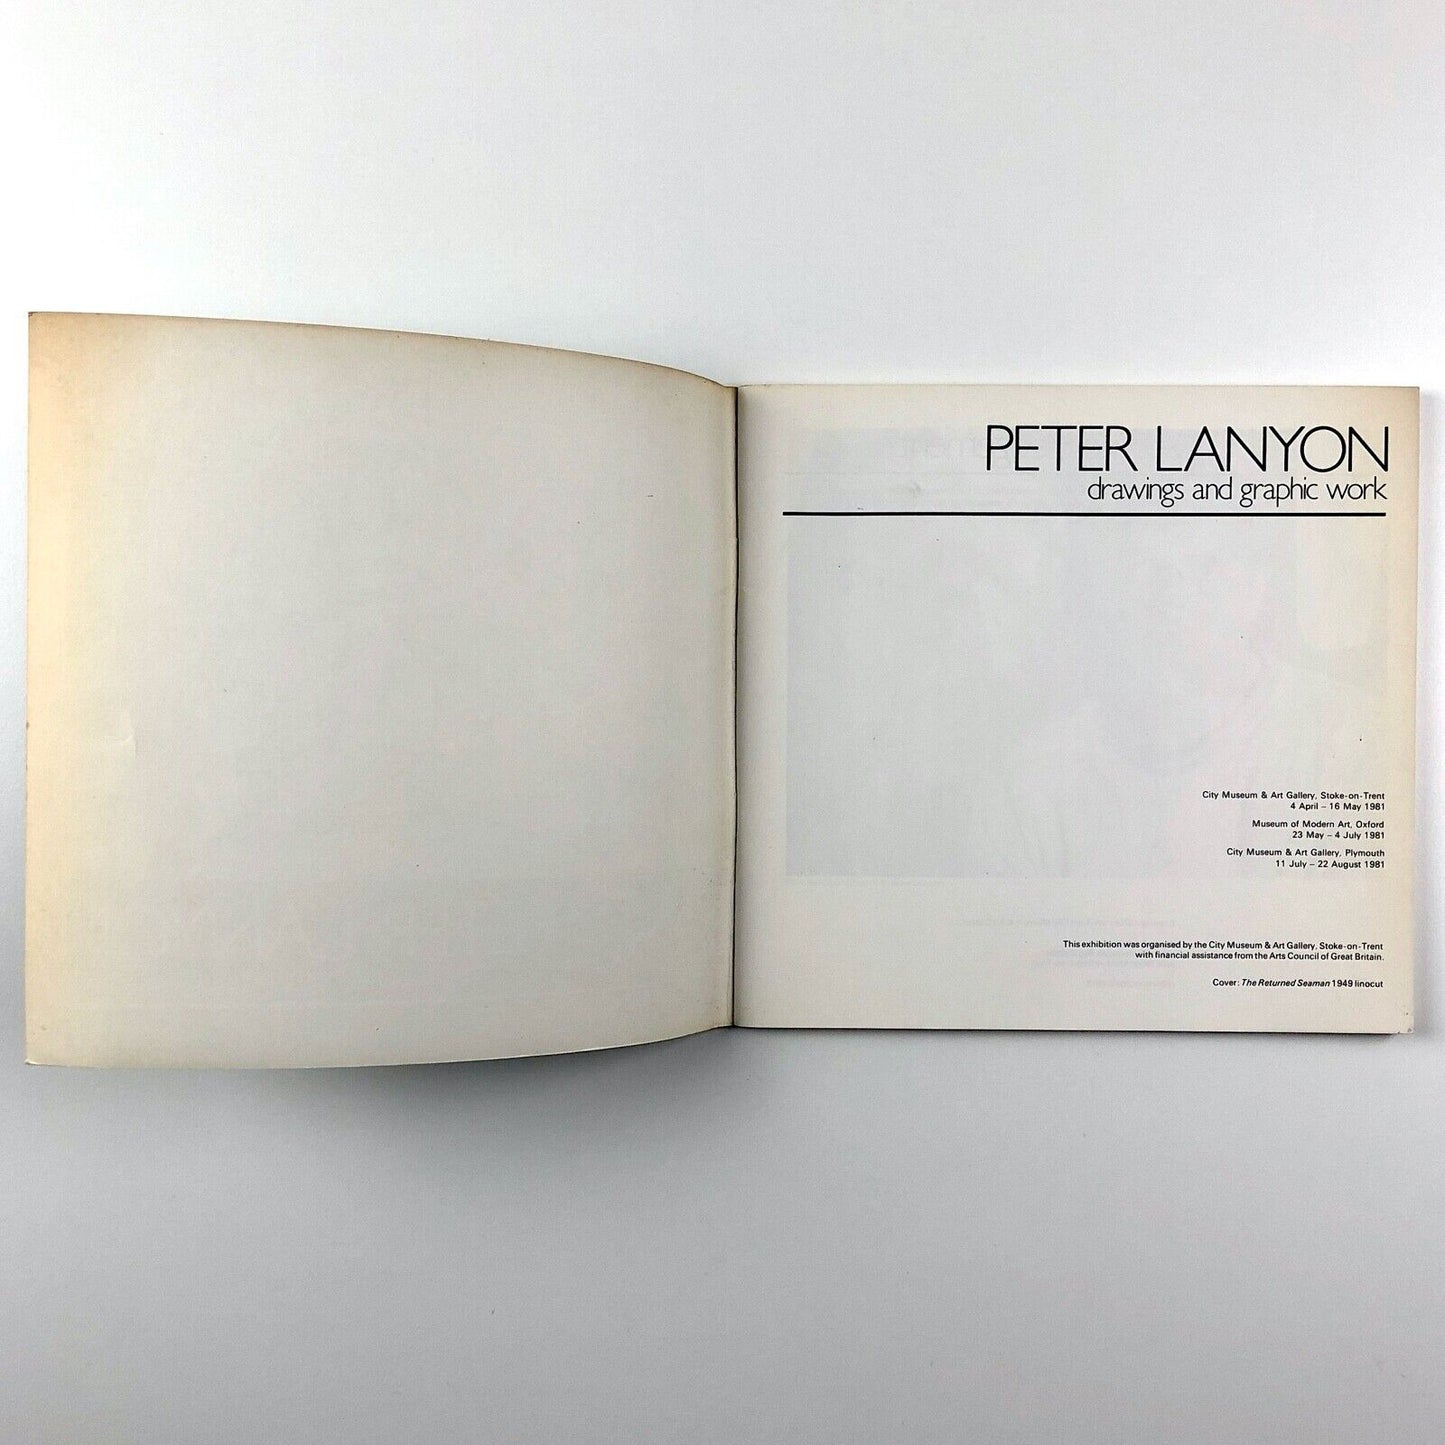 PETER LANYON
drawings and graphic work
City Museum & Art Gallery, Stoke-on-Trent
4 April – 16 May 1981
Museum of Modern Art, Oxford
23 May – 4 July 1981
City Museum & Art Gallery, Plymouth
11 July – 22 August 1981
This exhibition was organised by the City Museum & Art Gallery, Stoke-on-Trent
with financial assistance from the Arts Council of Great Britain.
Cover: The Returned Seaman 1949 linocut